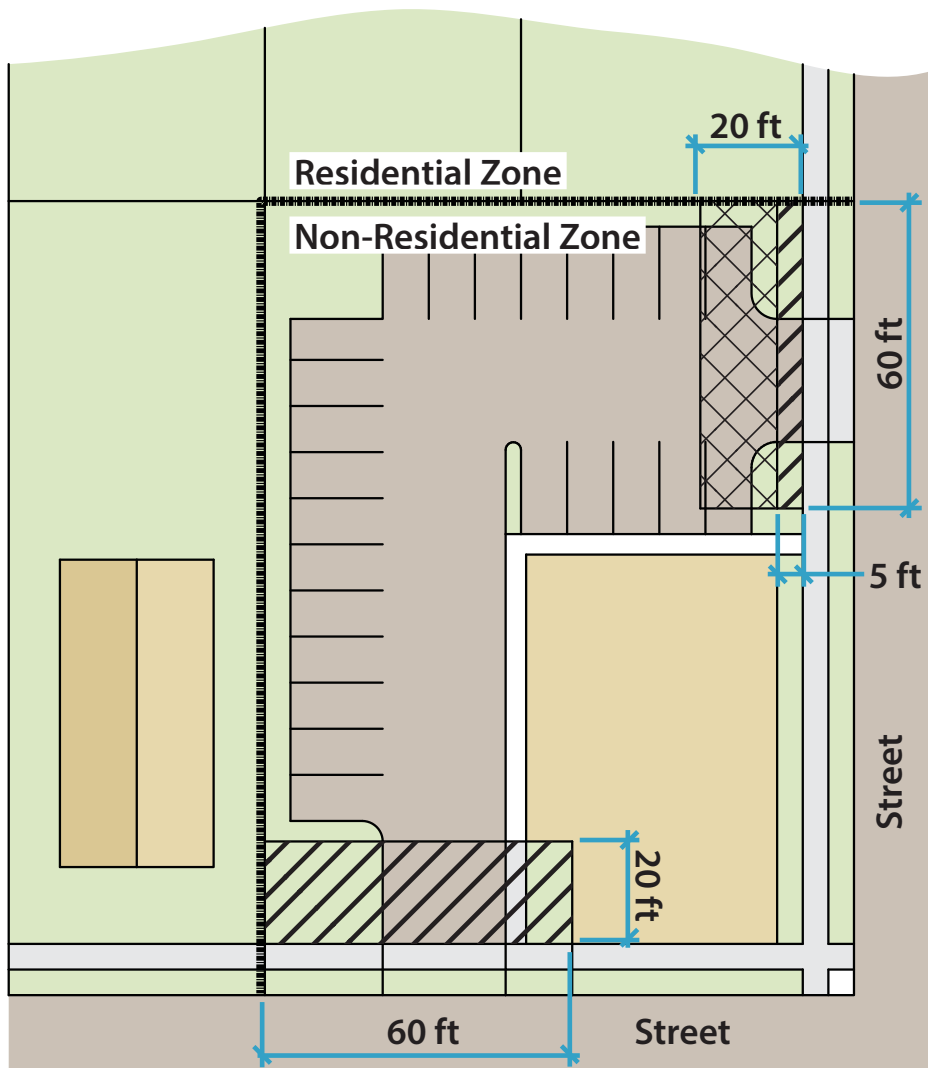 20 ft
Residential Zone
Non-Residential Zone
60 ft
5 ft
Street
20 ft
60 ft
Street